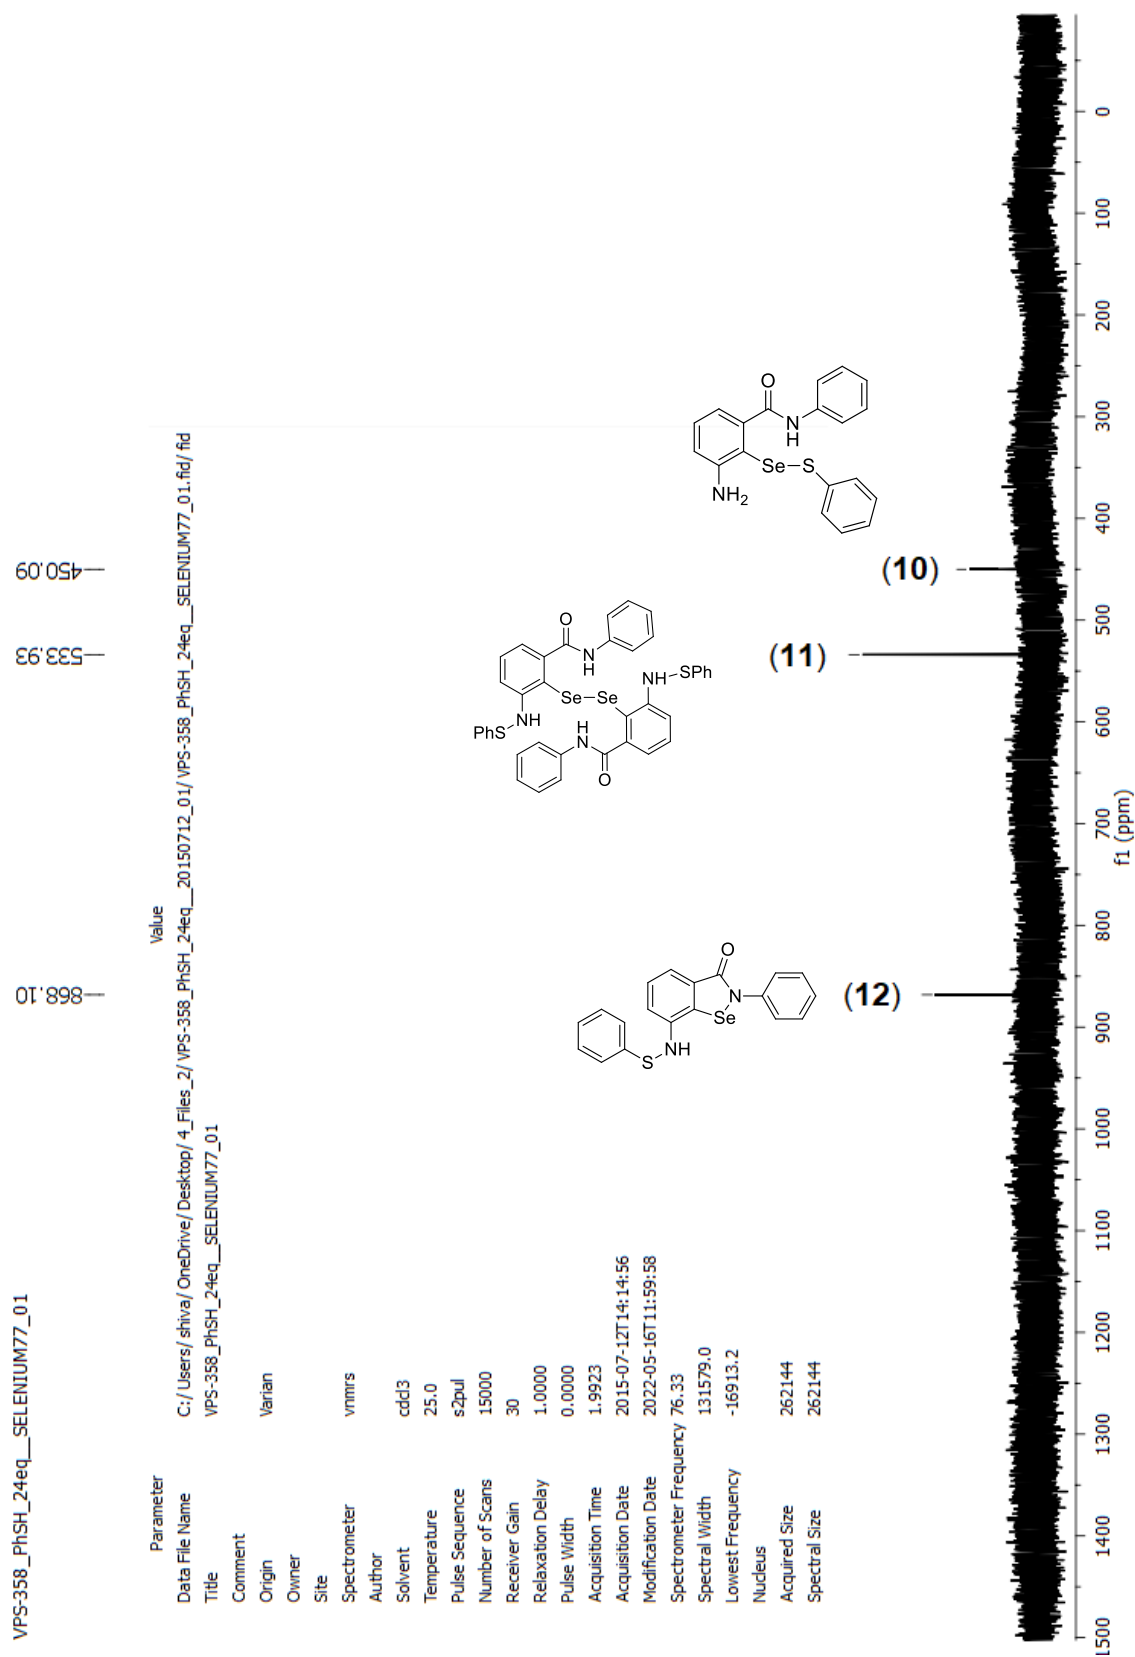 VPS-358_PhSH_24eq__SELENIUM77_01
868.10
533.93
450.09
Parameter Value
Data File Name C:/Users/shiva/OneDrive/Desktop/4_Files_2/VPS-358_PhSH_24eq__20150712_01/VPS-358_PhSH_24eq__SELENIUM77_01.fid/fid
Title VPS-358_PhSH_24eq__SELENIUM77_01
Comment
Origin Varian
Owner
Site
Spectrometer vnmrs
Author
Solvent cdcl3
Temperature 25.0
Pulse Sequence s2pul
Number of Scans 15000
Receiver Gain 30
Relaxation Delay 1.0000
Pulse Width 0.0000
Acquisition Time 1.9923
Acquisition Date 2015-07-12T14:14:56
Modification Date 2022-05-16T11:59:58
Spectrometer Frequency 76.33
Spectral Width 131579.0
Lowest Frequency -16913.2
Nucleus
Acquired Size 262144
Spectral Size 262144
O
N
H
Se–S
NH2
(10)
O
N
H
Se–Se
NH–SPh
NH
PhS
H
N
O
(11)
O
N
Se
NH
S
(12)
1500 1400 1300 1200 1100 1000 900 800 700 600 500 400 300 200 100 0
f1 (ppm)